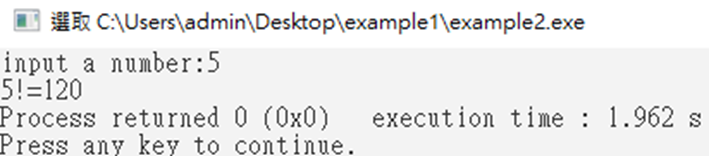 選取 C:\Users\admin\Desktop\example1\example2.exe
input a number:5
5!=120
Process returned 0 (0x0)   execution time : 1.962 s
Press any key to continue.